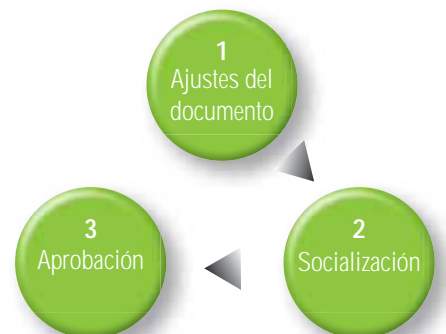 1
Ajustes del
documento
2
Socialización
3
Aprobación